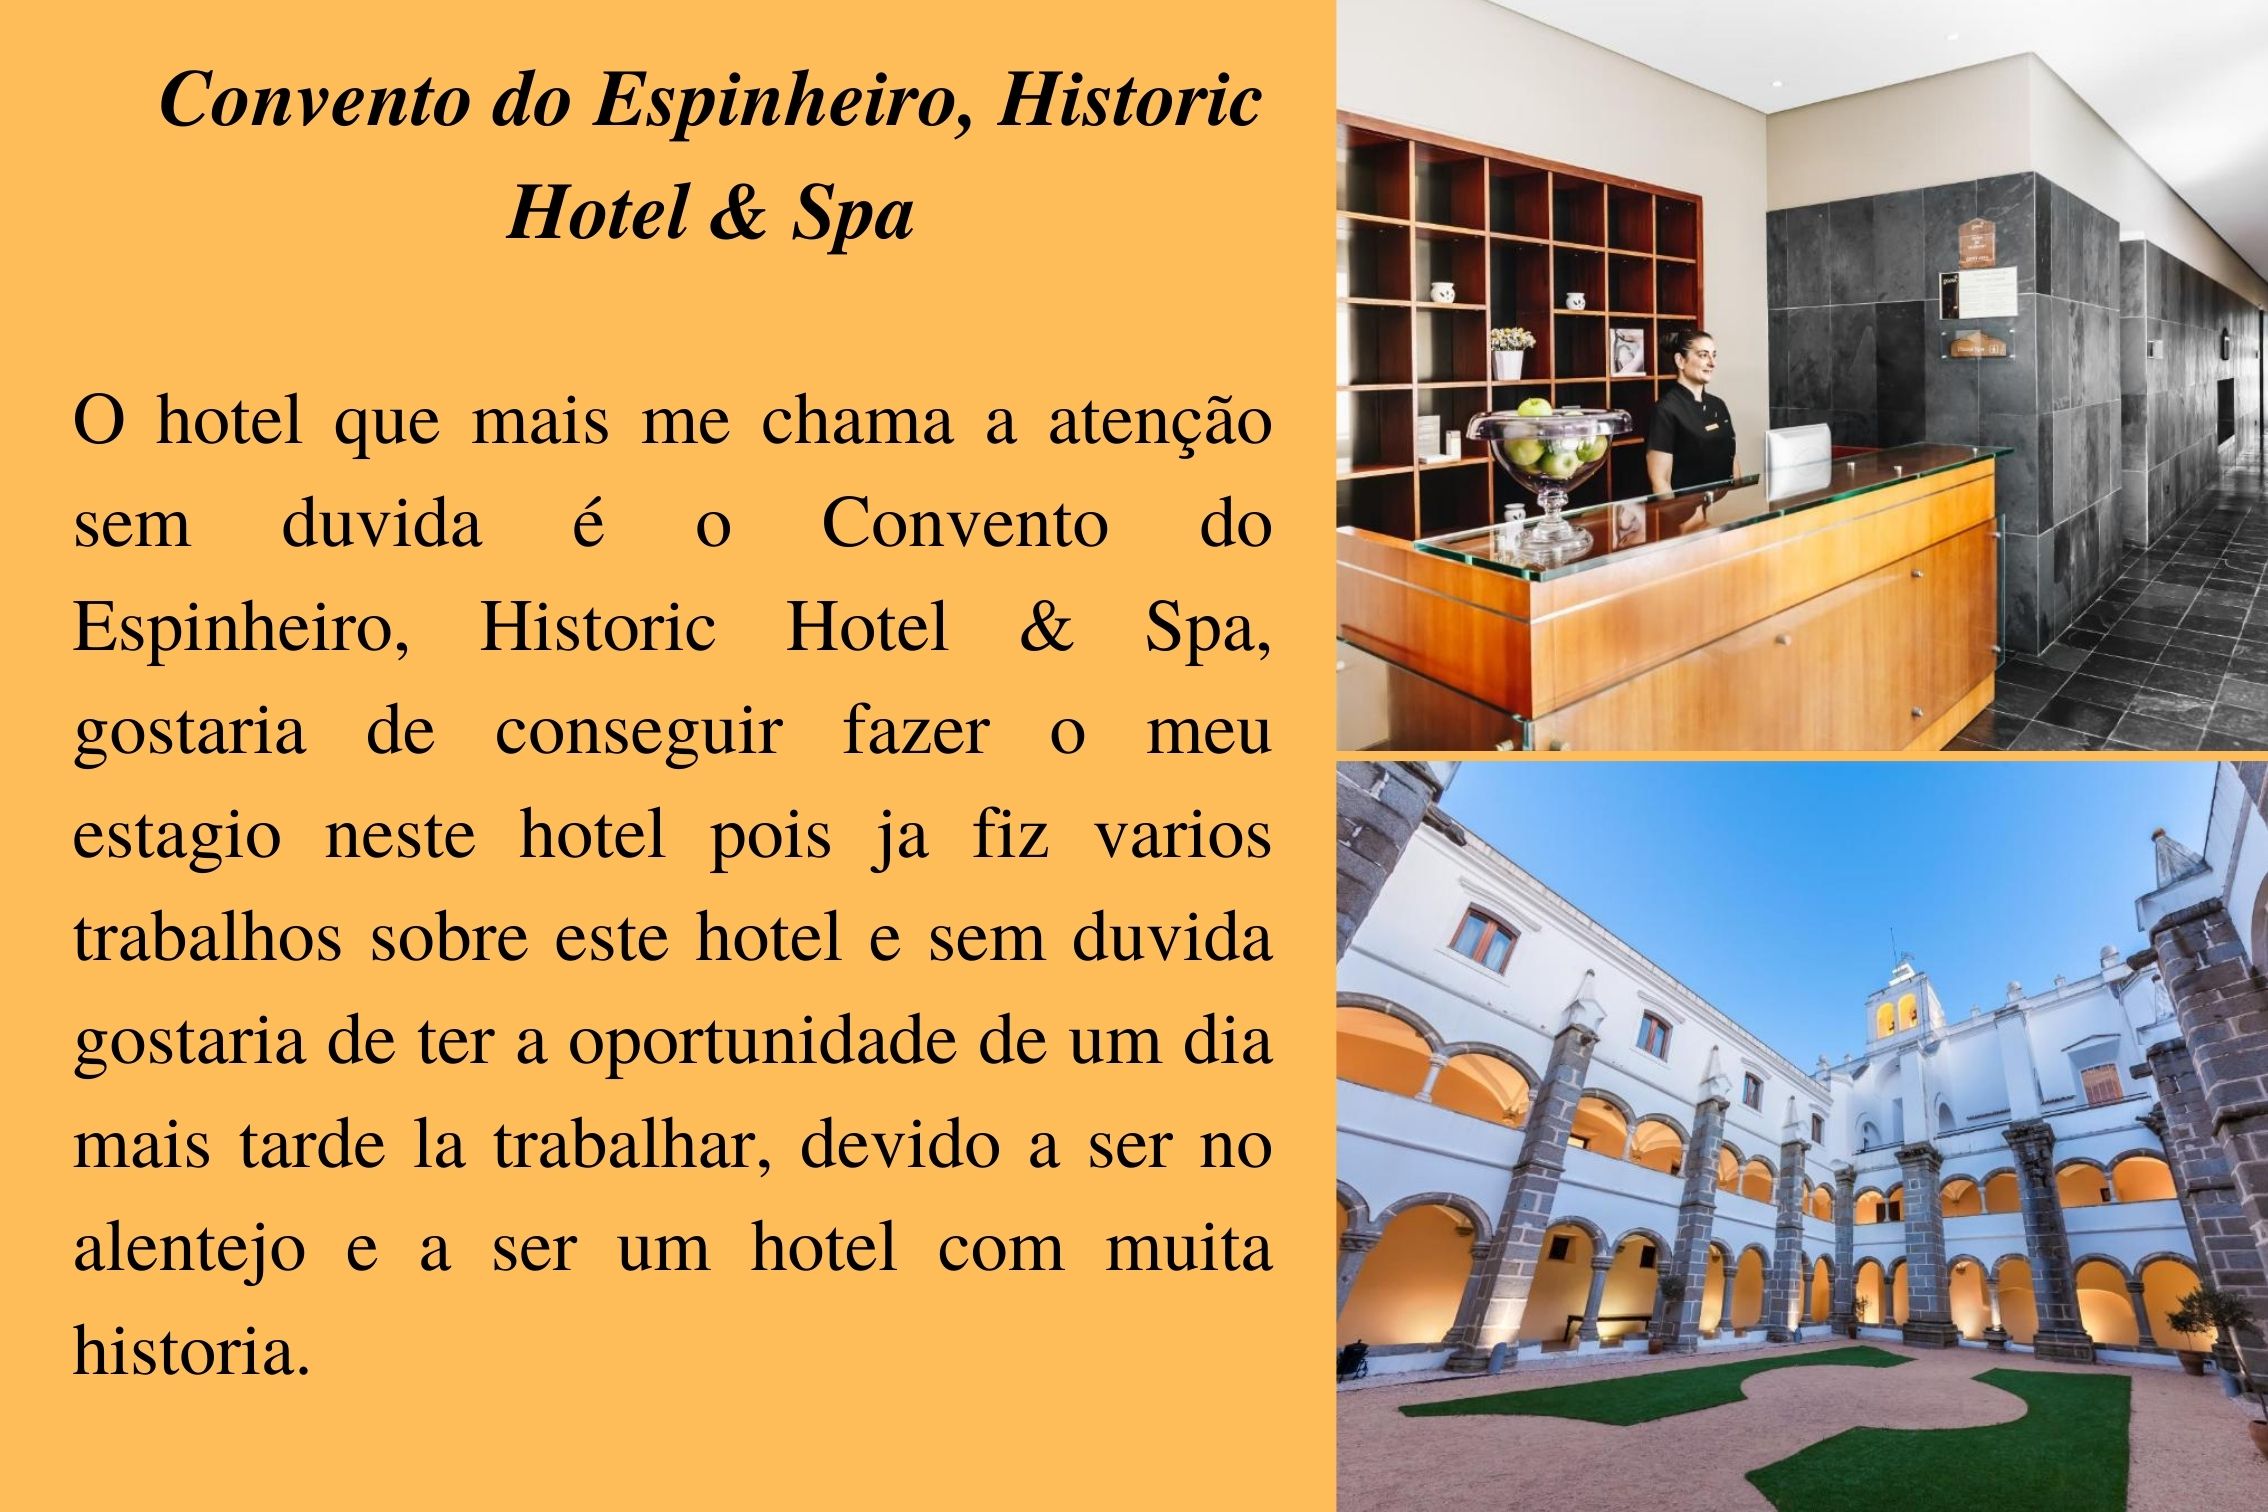 Convento do Espinheiro, Historic
Hotel & Spa
O hotel que mais me chama a atenção
sem duvida é o Convento do
Espinheiro, Historic Hotel & Spa,
gostaria de conseguir fazer o meu
estagio neste hotel pois ja fiz varios
trabalhos sobre este hotel e sem duvida
gostaria de ter a oportunidade de um dia
mais tarde la trabalhar, devido a ser no
alentejo e a ser um hotel com muita
historia.